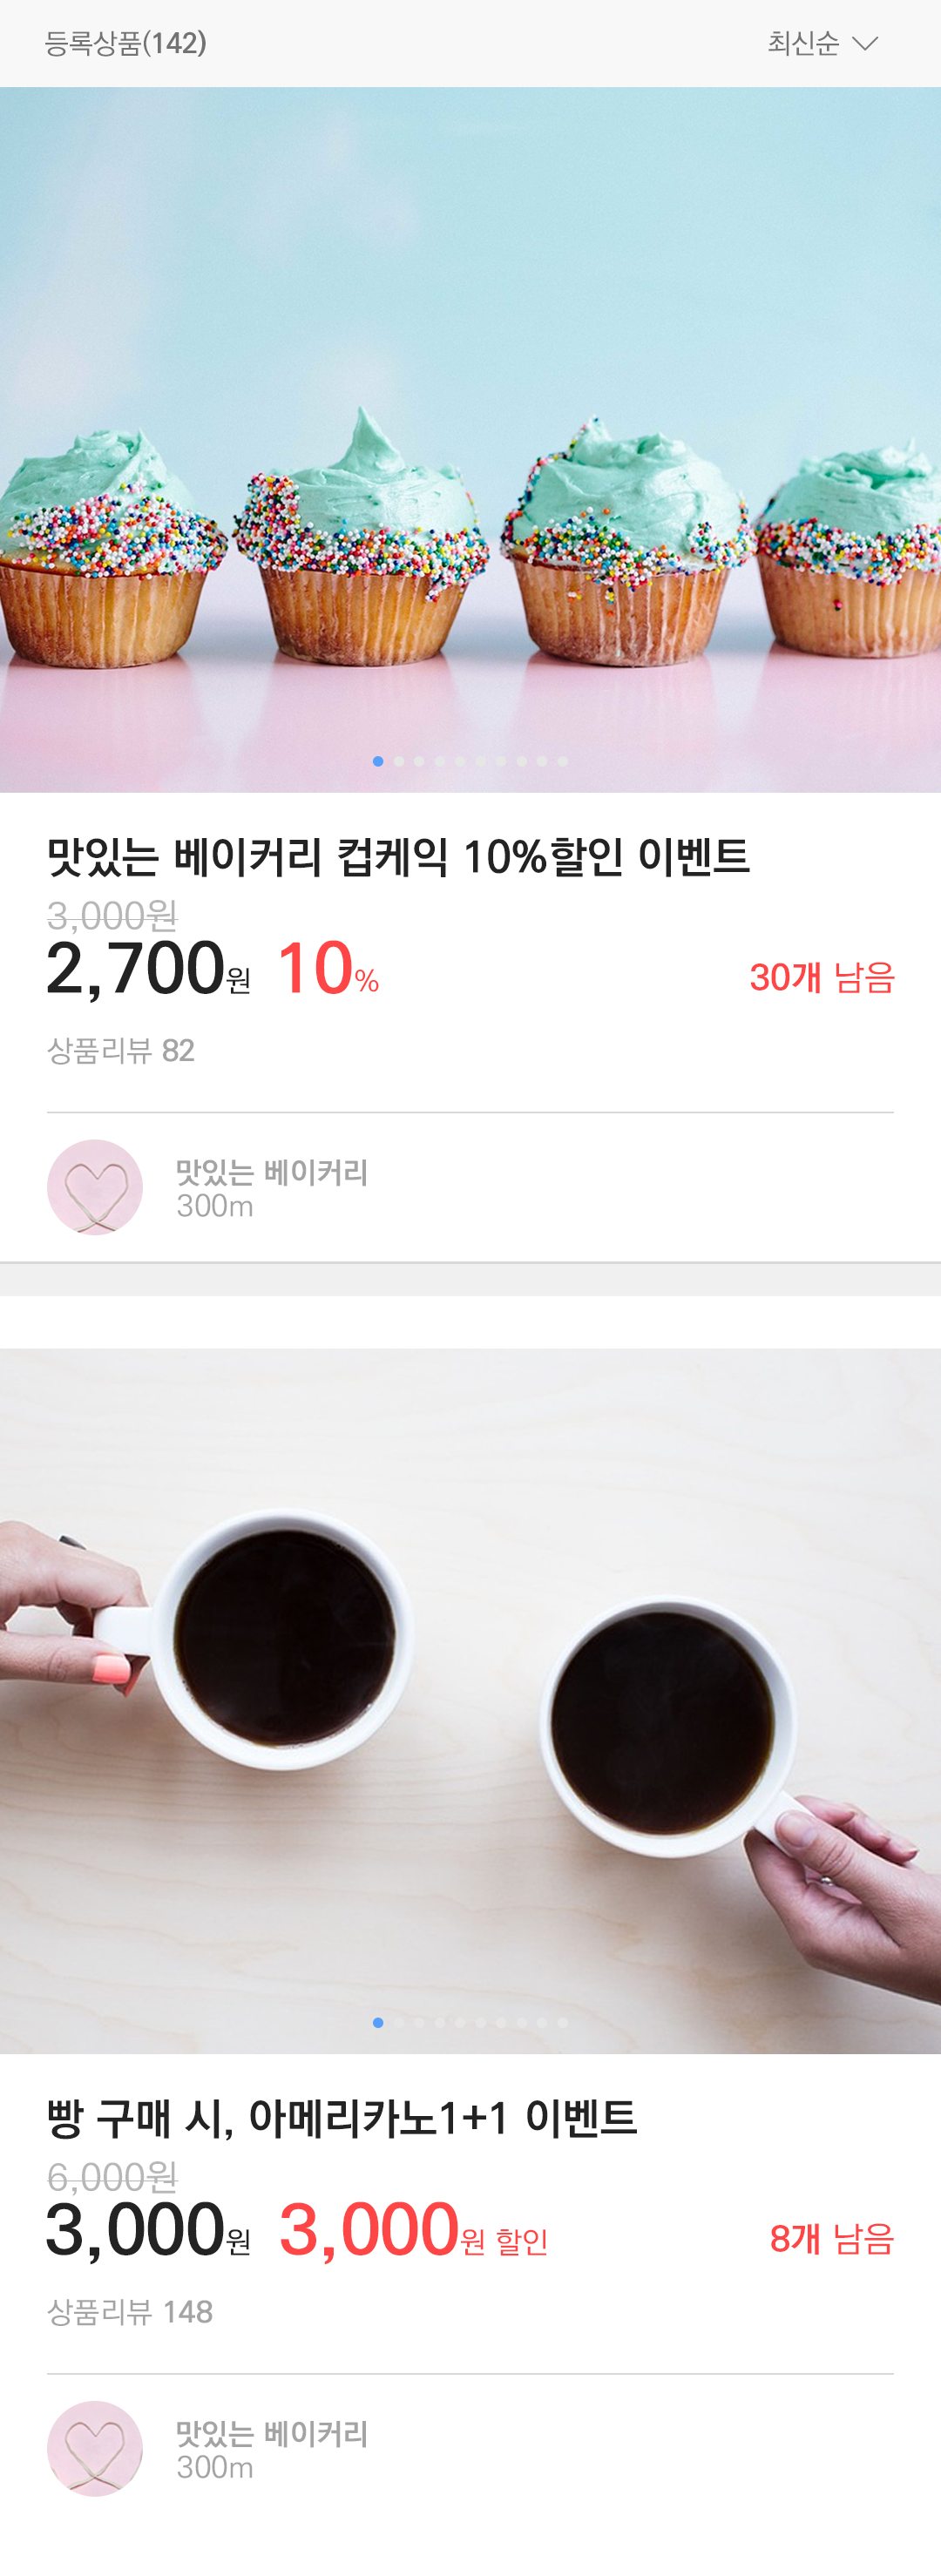 등록상품(142) 최신순
맛있는 베이커리 컵케익 10%할인 이벤트
3,000원
2,700원 10% 30개 남음
상품리뷰 82
맛있는 베이커리
300m
빵 구매 시, 아메리카노1+1 이벤트
6,000원
3,000원 3,000원 할인 8개 남음
상품리뷰 148
맛있는 베이커리
300m